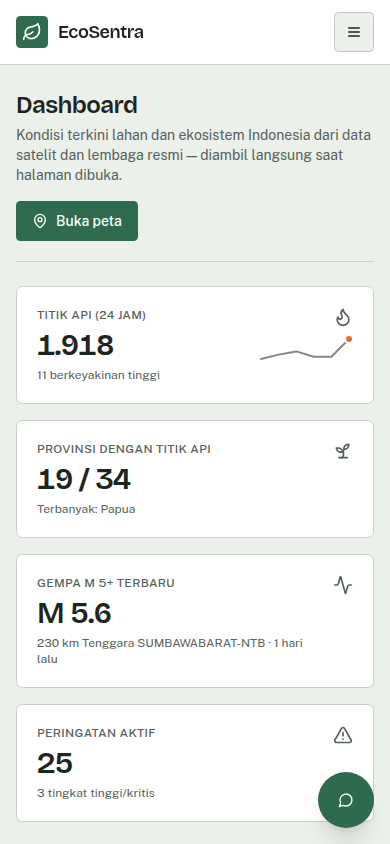 EcoSentra
Dashboard
Kondisi terkini lahan dan ekosistem Indonesia dari data
satelit dan lembaga resmi — diambil langsung saat
halaman dibuka.
Buka peta
TITIK API (24 JAM)
1.918
11 berkeyakinan tinggi
PROVINSI DENGAN TITIK API
19 / 34
Terbanyak: Papua
GEMPA M 5+ TERBARU
M 5.6
230 km Tenggara SUMBAWABARAT-NTB · 1 hari
lalu
PERINGATAN AKTIF
25
3 tingkat tinggi/kritis